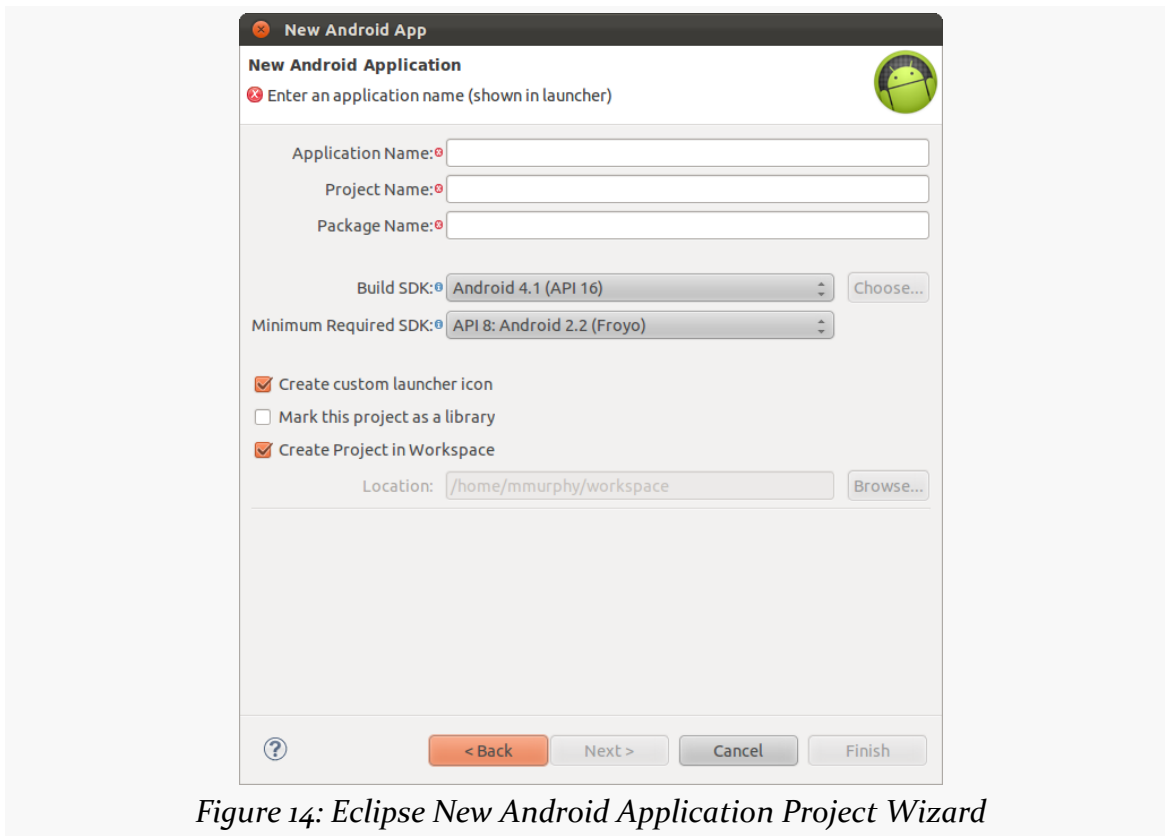 New Android App
New Android Application
Enter an application name (shown in launcher)
Application Name:
Project Name:
Package Name:
Build SDK: Android 4.1 (API 16) Choose...
Minimum Required SDK: API 8: Android 2.2 (Froyo)
Create custom launcher icon
Mark this project as a library
Create Project in Workspace
Location: /home/mmurphy/workspace Browse...
? < Back Next > Cancel Finish
Figure 14: Eclipse New Android Application Project Wizard